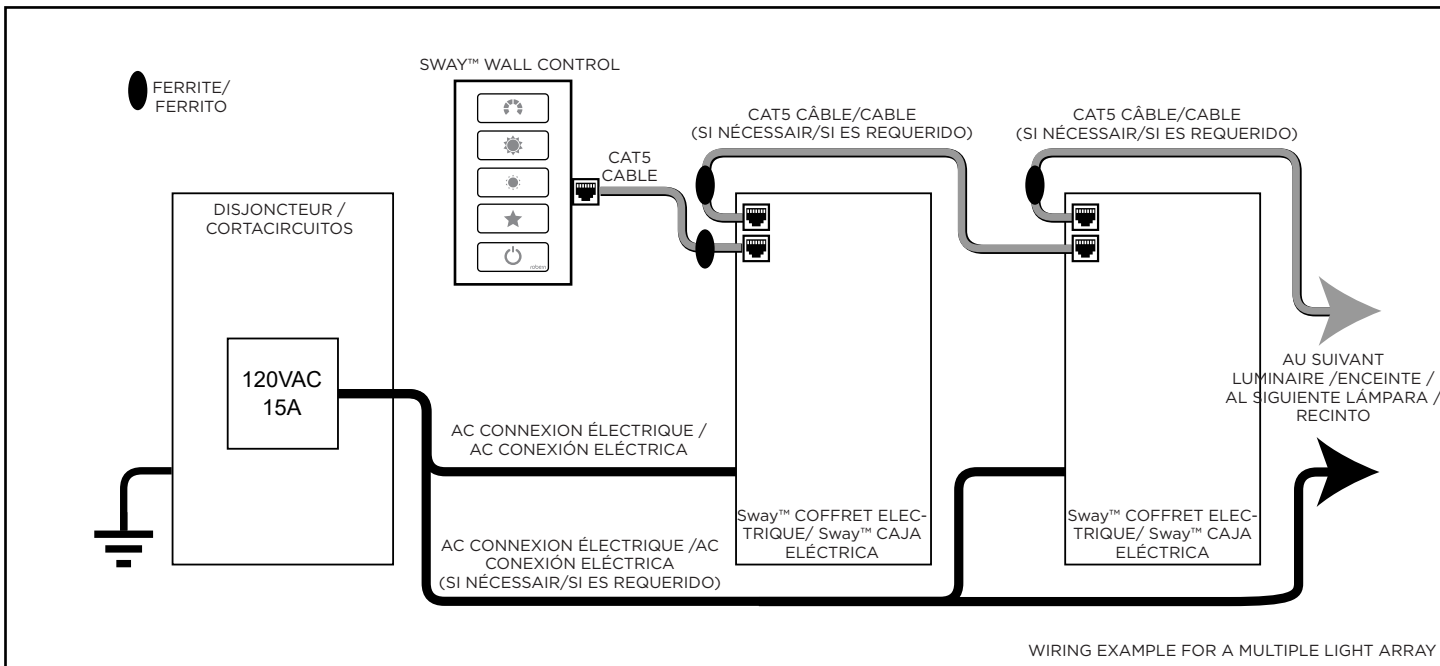 FERRITE/
FERRITO
SWAY™ WALL CONTROL
robern
CAT5
CABLE
CAT5 CÂBLE/CABLE
(SI NÉCESSAIR/SI ES REQUERIDO)
CAT5 CÂBLE/CABLE
(SI NÉCESSAIR/SI ES REQUERIDO)
DISJONCTEUR /
CORTACIRCUITOS
120VAC
15A
AC CONNEXION ÉLECTRIQUE /
AC CONEXIÓN ELÉCTRICA
AC CONNEXION ÉLECTRIQUE /AC
CONEXIÓN ELÉCTRICA
(SI NÉCESSAIR/SI ES REQUERIDO)
Sway™ COFFRET ELEC-
TRIQUE/ Sway™ CAJA
ELÉCTRICA
Sway™ COFFRET ELEC-
TRIQUE/ Sway™ CAJA
ELÉCTRICA
AU SUIVANT
LUMINAIRE /ENCEINTE /
AL SIGUIENTE LÁMPARA /
RECINTO
WIRING EXAMPLE FOR A MULTIPLE LIGHT ARRAY